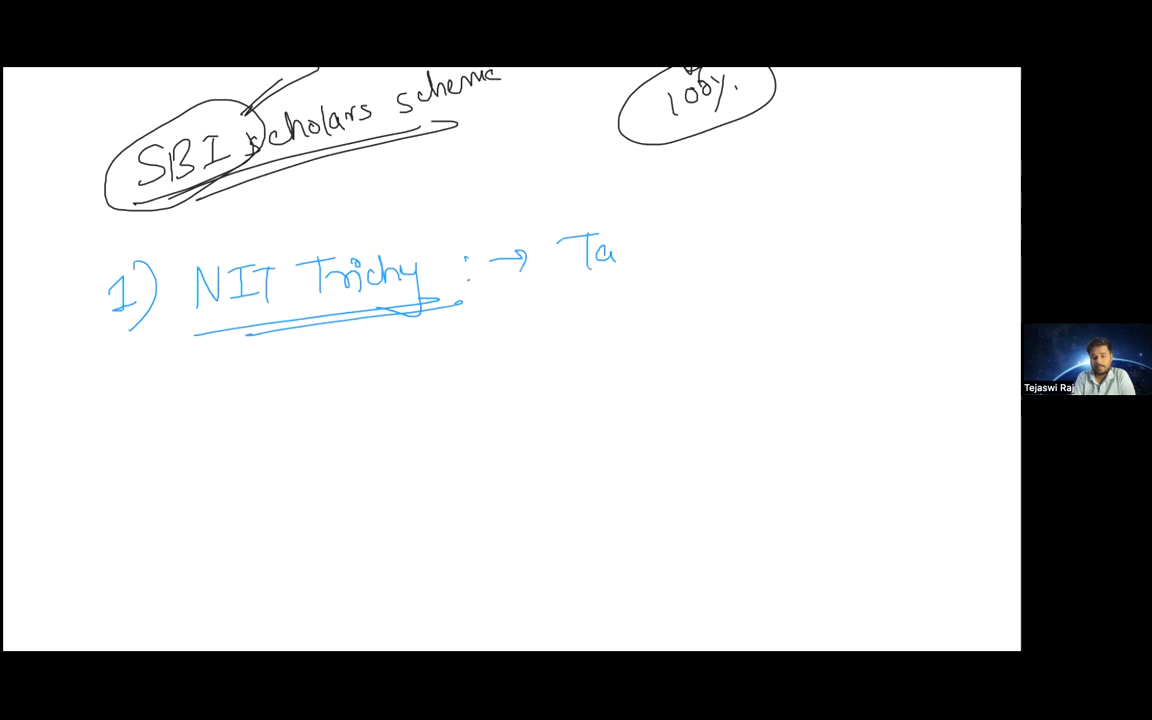 SBI scholars scheme
100%.
1) NIT Trichy : → Ta
Tejaswi Raj